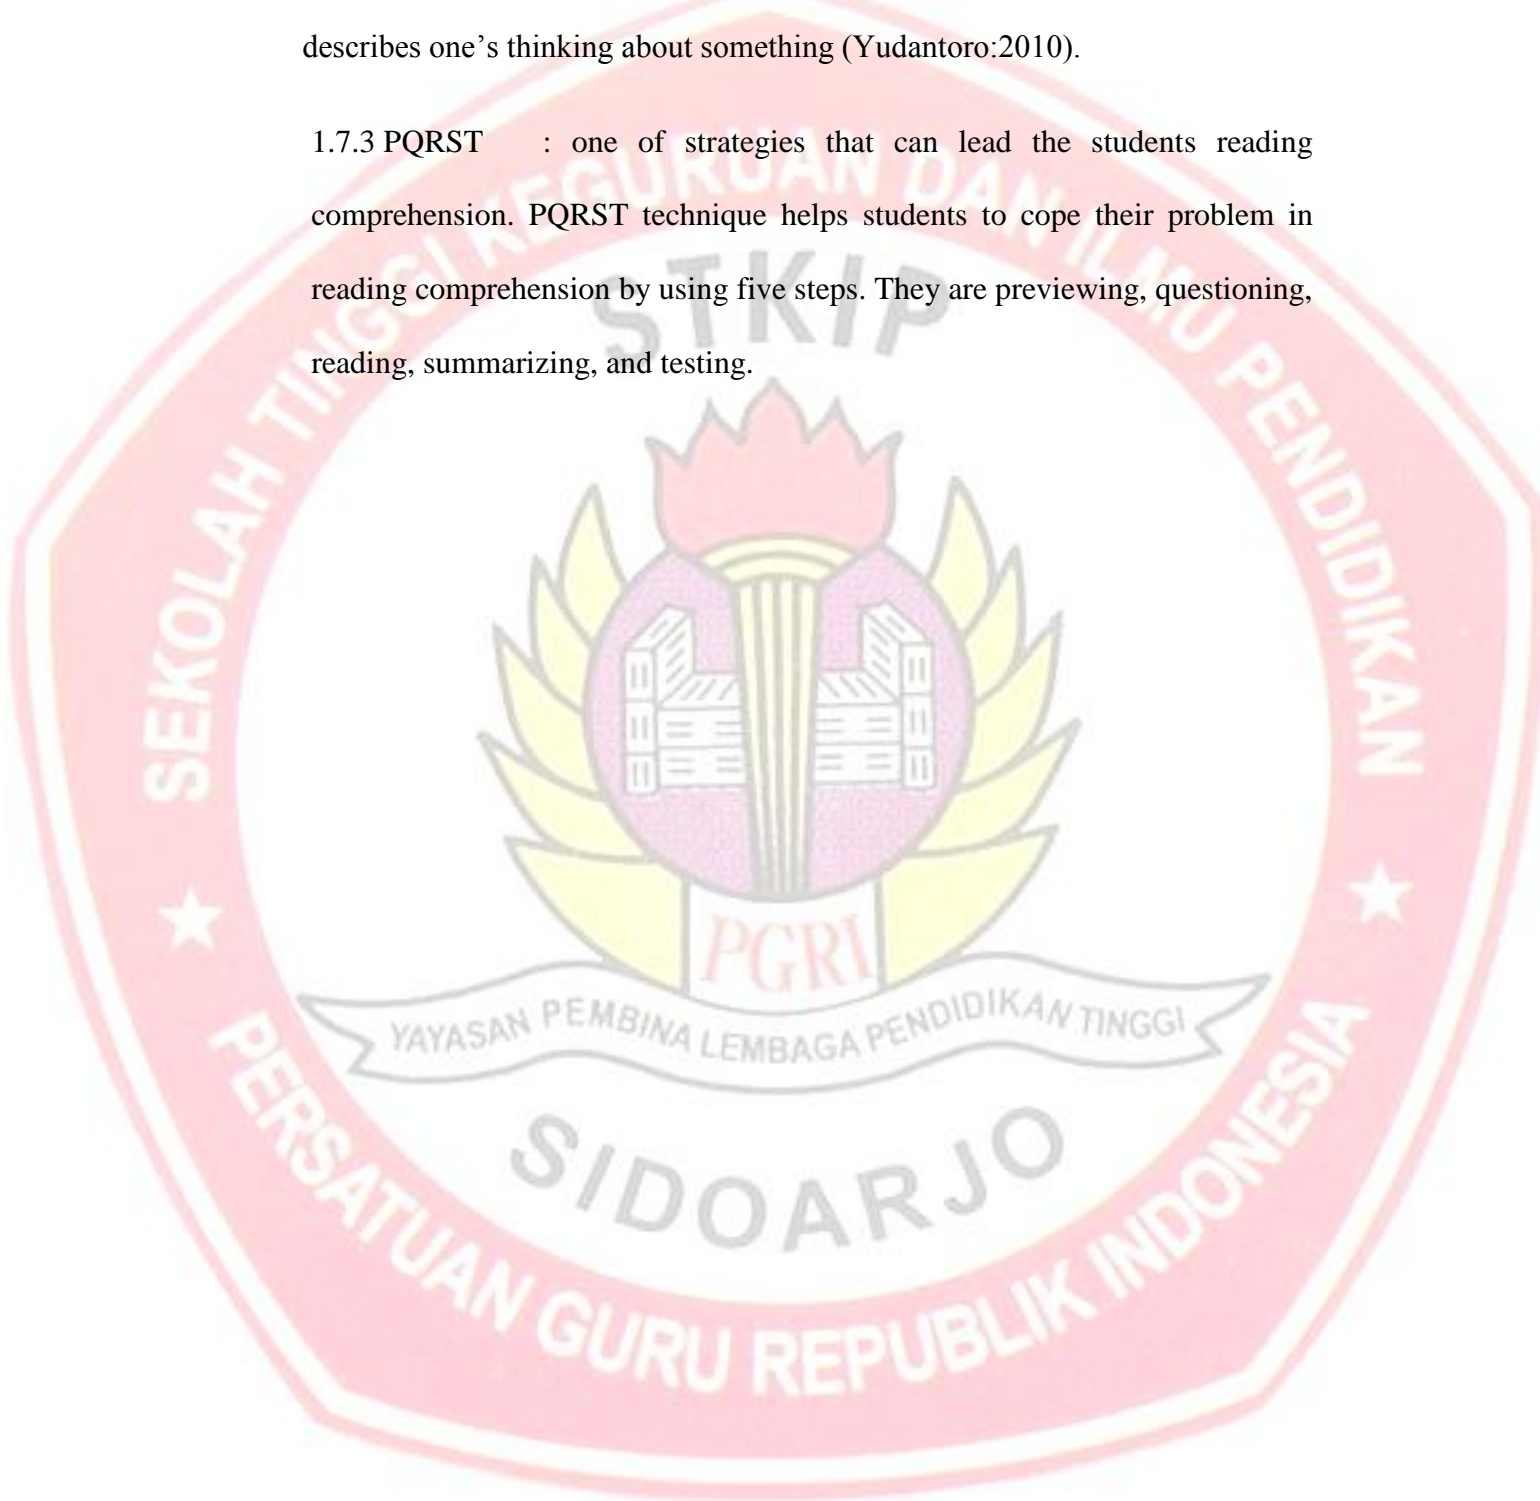 describes one’s thinking about something (Yudantoro:2010).
1.7.3 PQRST : one of strategies that can lead the students reading
comprehension. PQRST technique helps students to cope their problem in
reading comprehension by using five steps. They are previewing, questioning,
reading, summarizing, and testing.
SEKOLAH TINGGI KEGURUAN DAN ILMU PENDIDIKAN
STKIP
PGRI
YAYASAN PEMBINA LEMBAGA PENDIDIKAN TINGGI
SIDOARJO
PERSATUAN GURU REPUBLIK INDONESIA